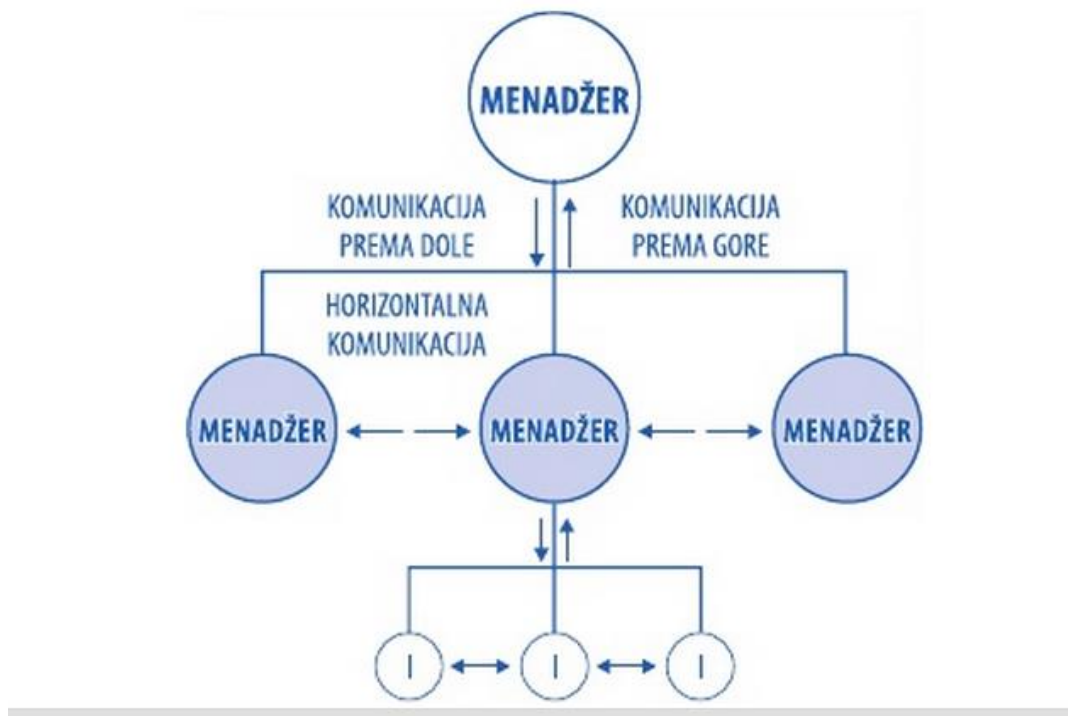 MENADŽER
KOMUNIKACIJA
PREMA DOLE
KOMUNIKACIJA
PREMA GORE
HORIZONTALNA
KOMUNIKACIJA
MENADŽER
MENADŽER
MENADŽER
I
I
I